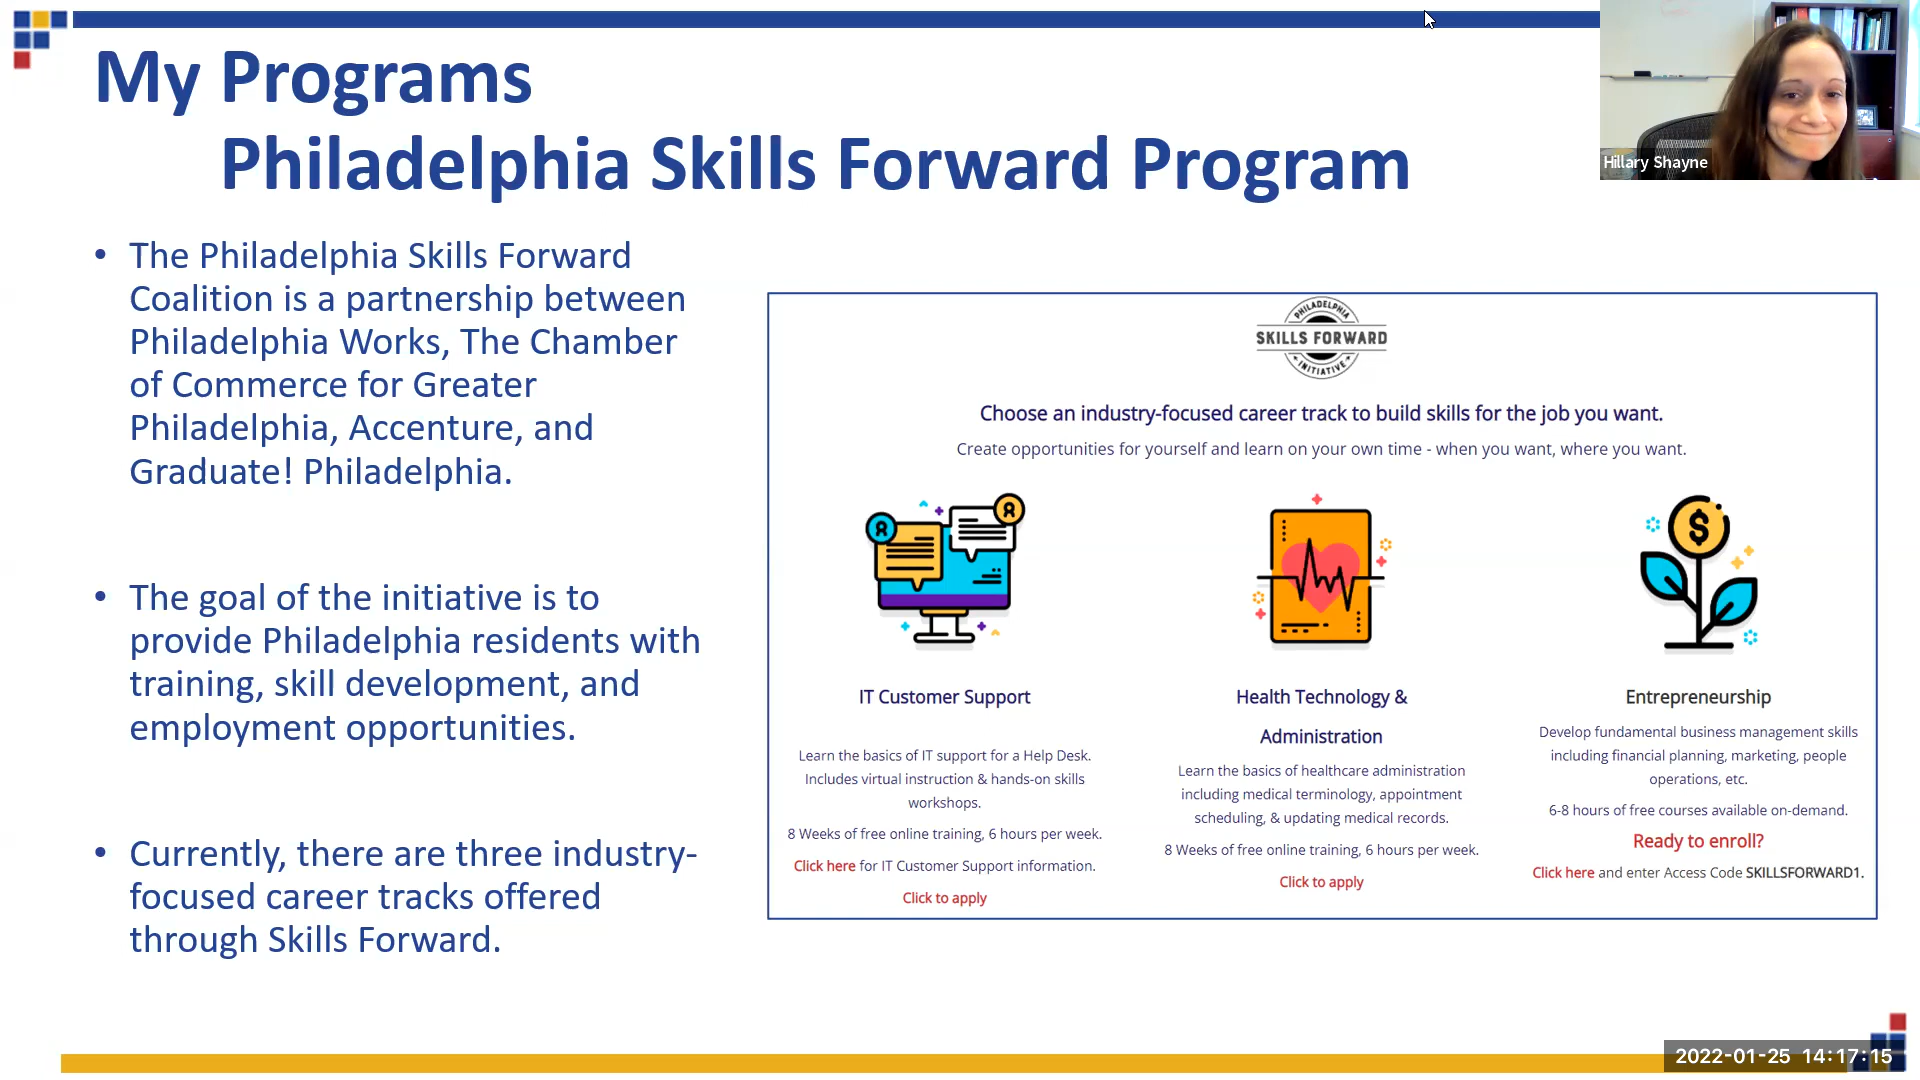 My Programs
Philadelphia Skills Forward Program
Hillary Shayne
• The Philadelphia Skills Forward
Coalition is a partnership between
Philadelphia Works, The Chamber
of Commerce for Greater
Philadelphia, Accenture, and
Graduate! Philadelphia.
• The goal of the initiative is to
provide Philadelphia residents with
training, skill development, and
employment opportunities.
• Currently, there are three industry-
focused career tracks offered
through Skills Forward.
PHILADELPHIA
SKILLS FORWARD
INITIATIVE
Choose an industry-focused career track to build skills for the job you want.
Create opportunities for yourself and learn on your own time - when you want, where you want.
IT Customer Support
Learn the basics of IT support for a Help Desk.
Includes virtual instruction & hands-on skills
workshops.
8 Weeks of free online training, 6 hours per week.
Click here for IT Customer Support information.
Click to apply
Health Technology &
Administration
Learn the basics of healthcare administration
including medical terminology, appointment
scheduling, & updating medical records.
8 Weeks of free online training, 6 hours per week.
Click to apply
$
Entrepreneurship
Develop fundamental business management skills
including financial planning, marketing, people
operations, etc.
6-8 hours of free courses available on-demand.
Ready to enroll?
Click here and enter Access Code SKILLSFORWARD1.
2022-01-25 14:17:15